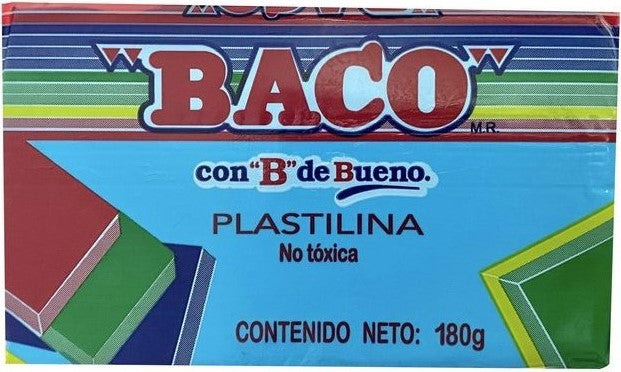 "BACO"
M.R.
con "B" de Bueno.
PLASTILINA
No tóxica
CONTENIDO NETO: 180g